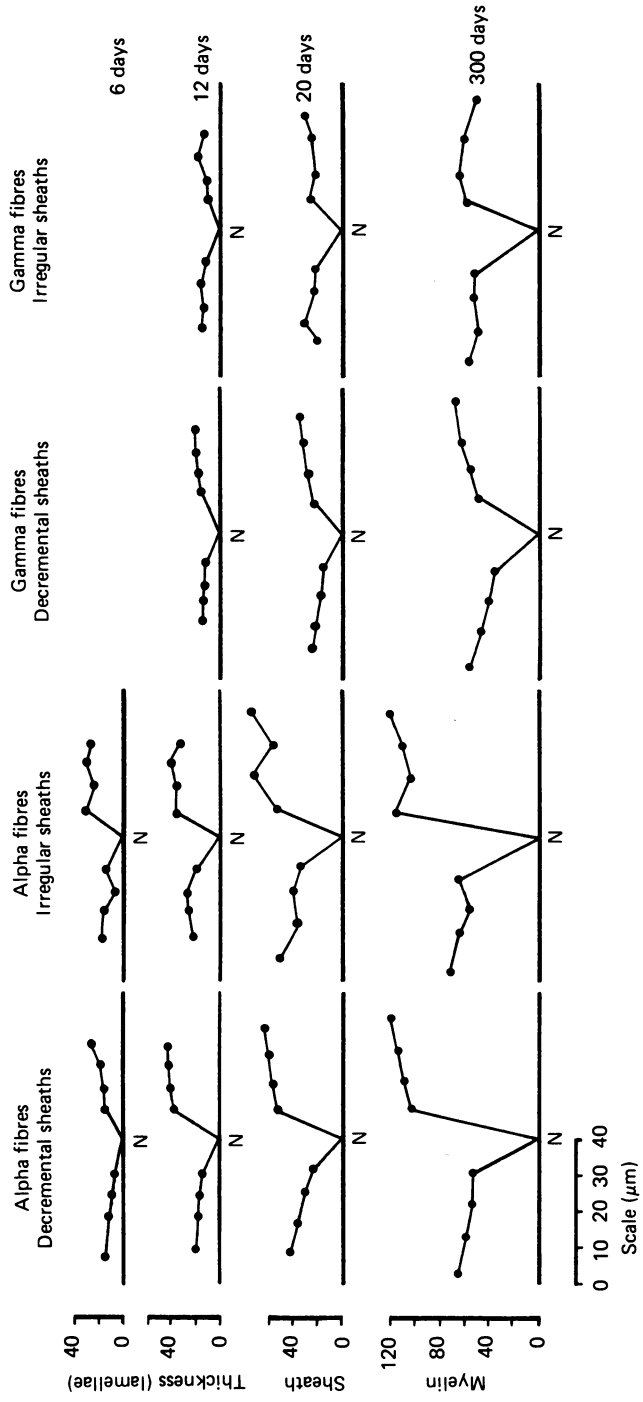 Alpha fibres
Decremental sheaths
Alpha fibres
Irregular sheaths
Gamma fibres
Decremental sheaths
Gamma fibres
Irregular sheaths
40
0
N
N
6 days
40
0
N
N
N
N
12 days
40
0
N
N
N
N
20 days
120
80
40
0
N
N
N
N
300 days
Myelin Sheath Thickness (lamellae)
0 10 20 30 40
Scale (μm)